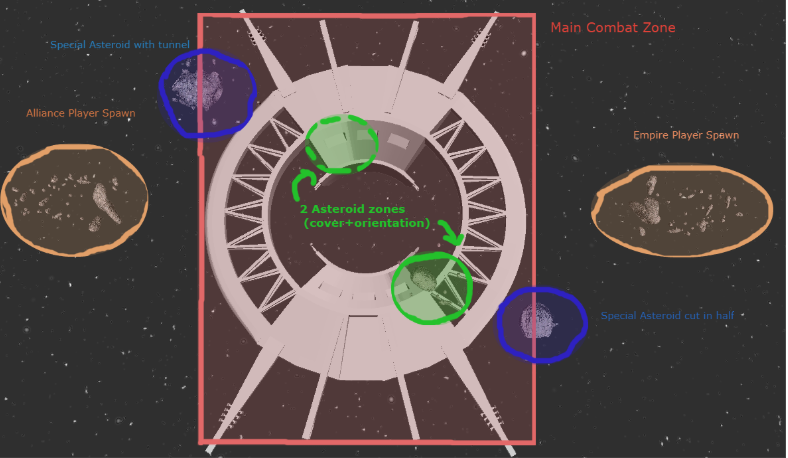 Main Combat Zone
Special Asteroid with tunnel
Alliance Player Spawn
Empire Player Spawn
2 Asteroid zones
(cover+orientation)
Special Asteroid cut in half